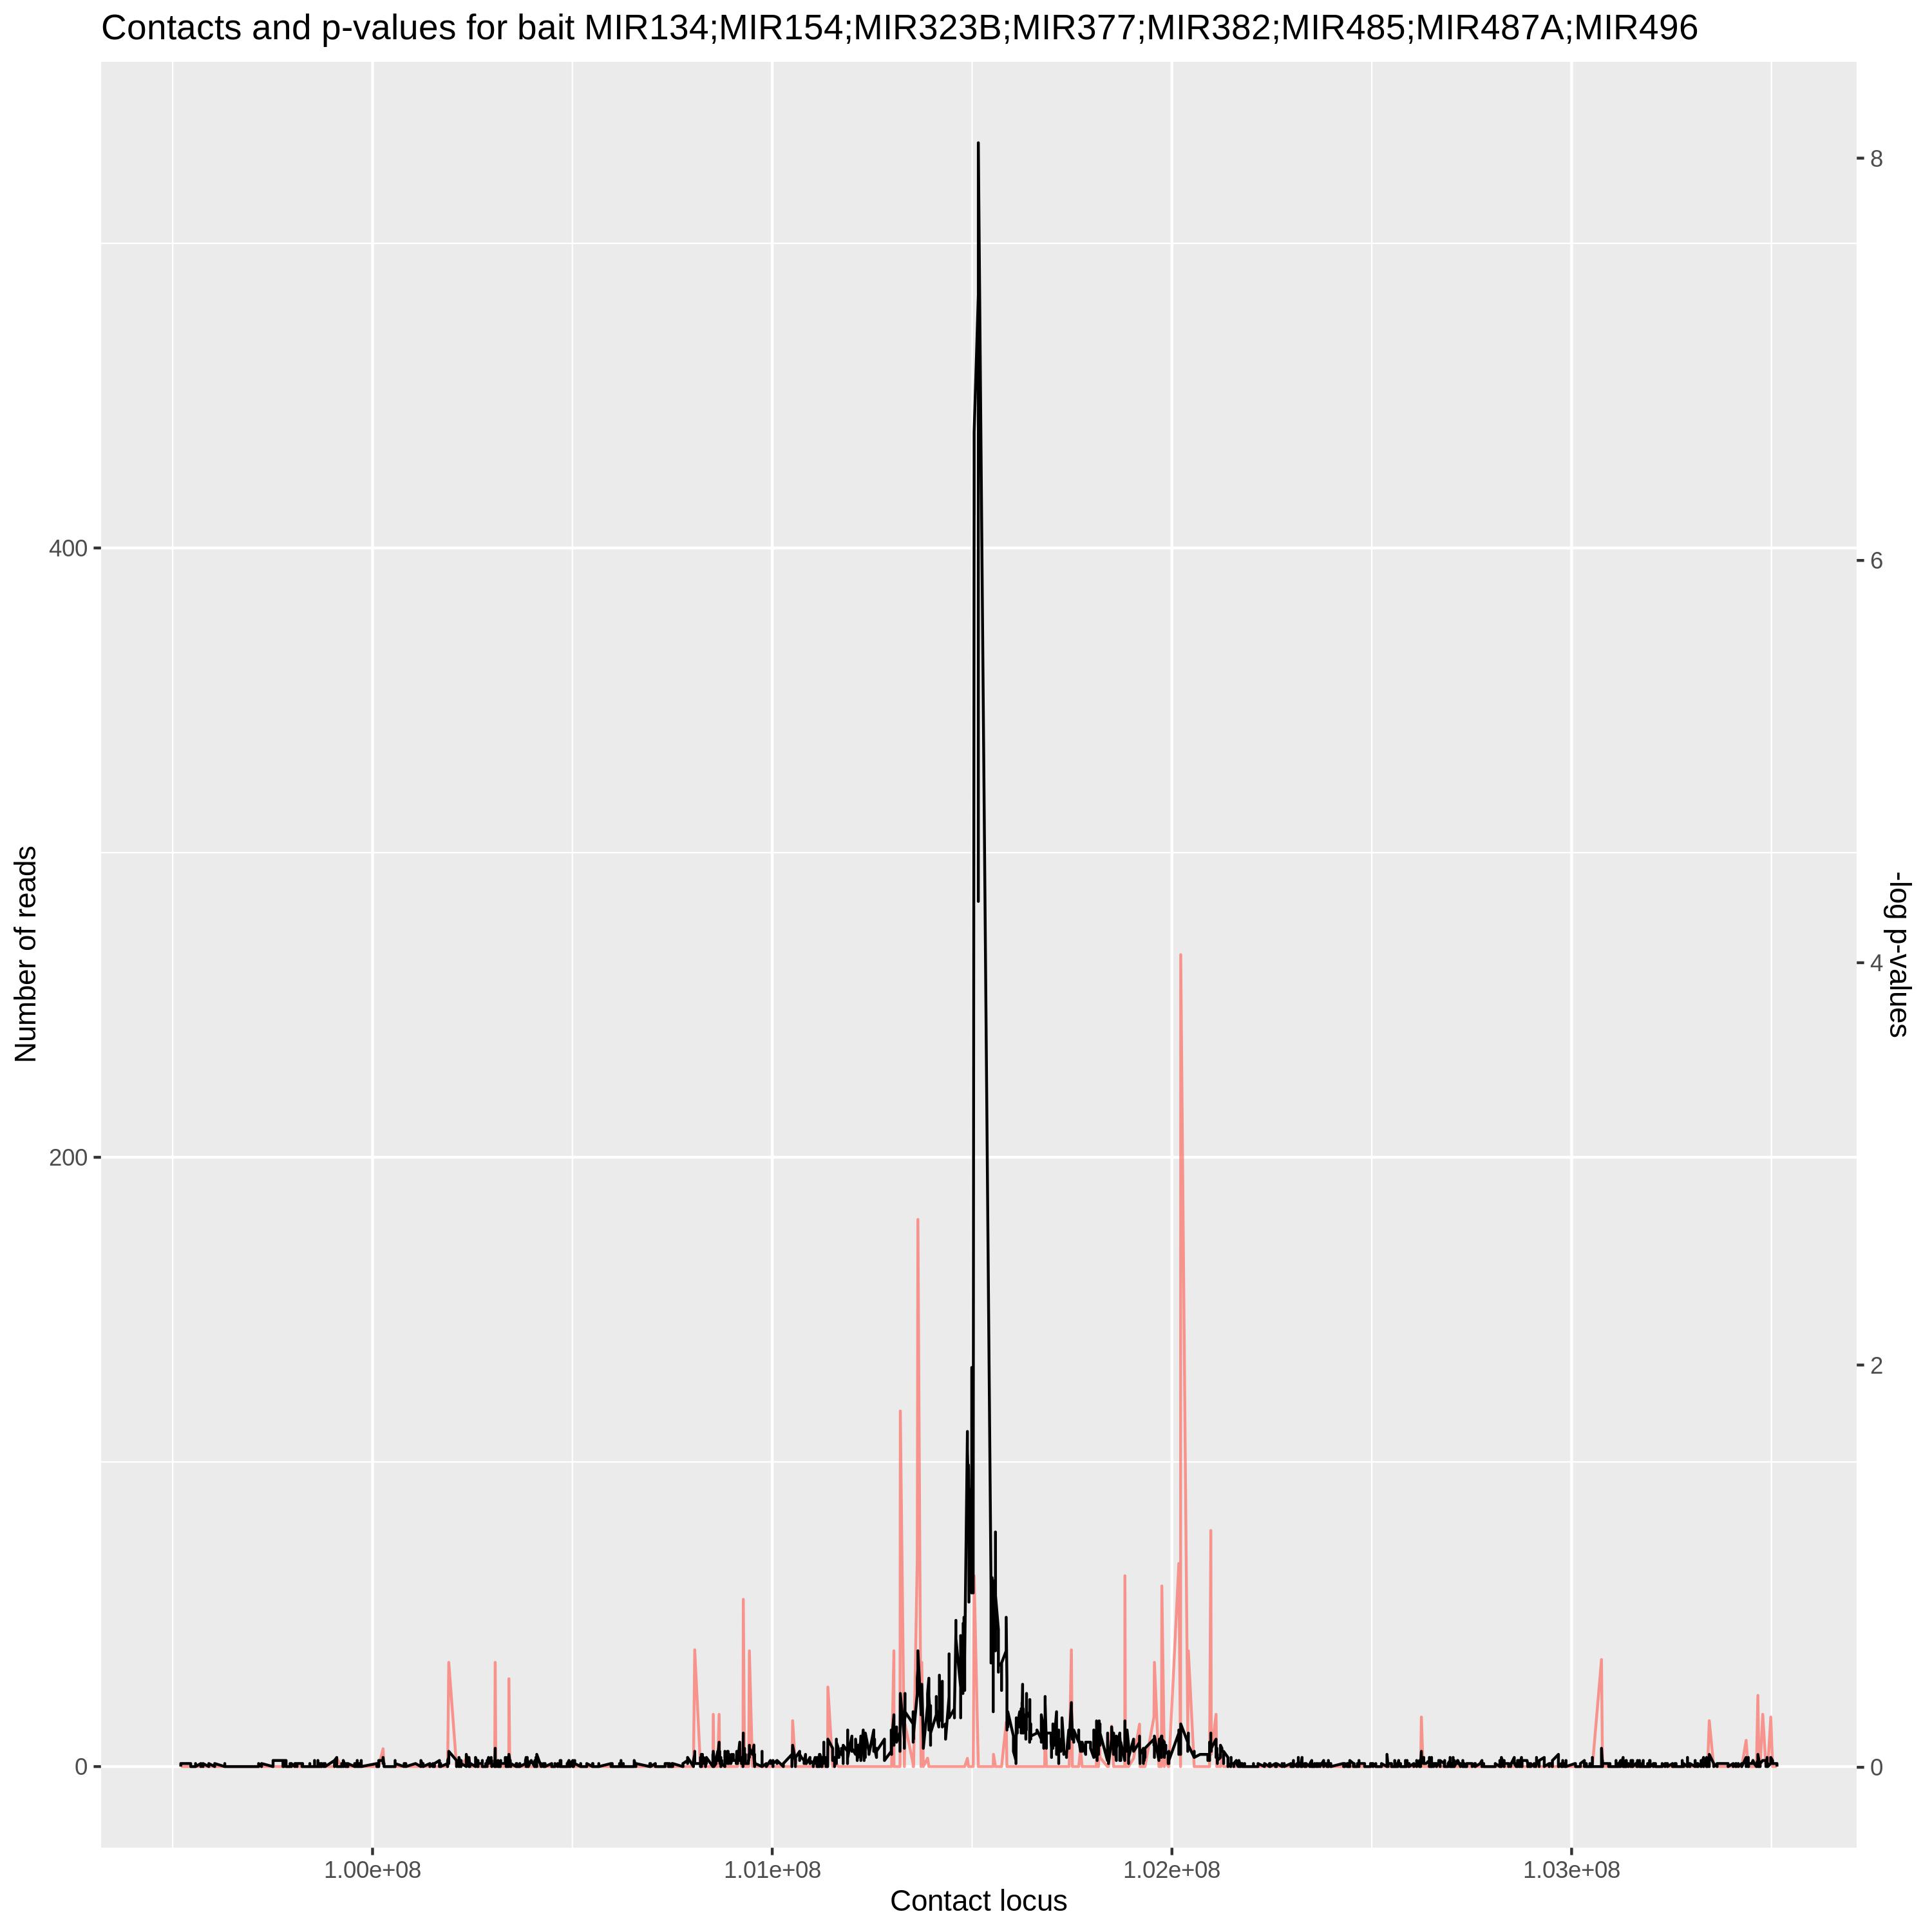 Contacts and p-values for bait MIR134;MIR154;MIR323B;MIR377;MIR382;MIR485;MIR487A;MIR496
Number of reads
400
200
0
8
6
4
2
0
-log p-values
1.00e+08
1.01e+08
1.02e+08
1.03e+08
Contact locus